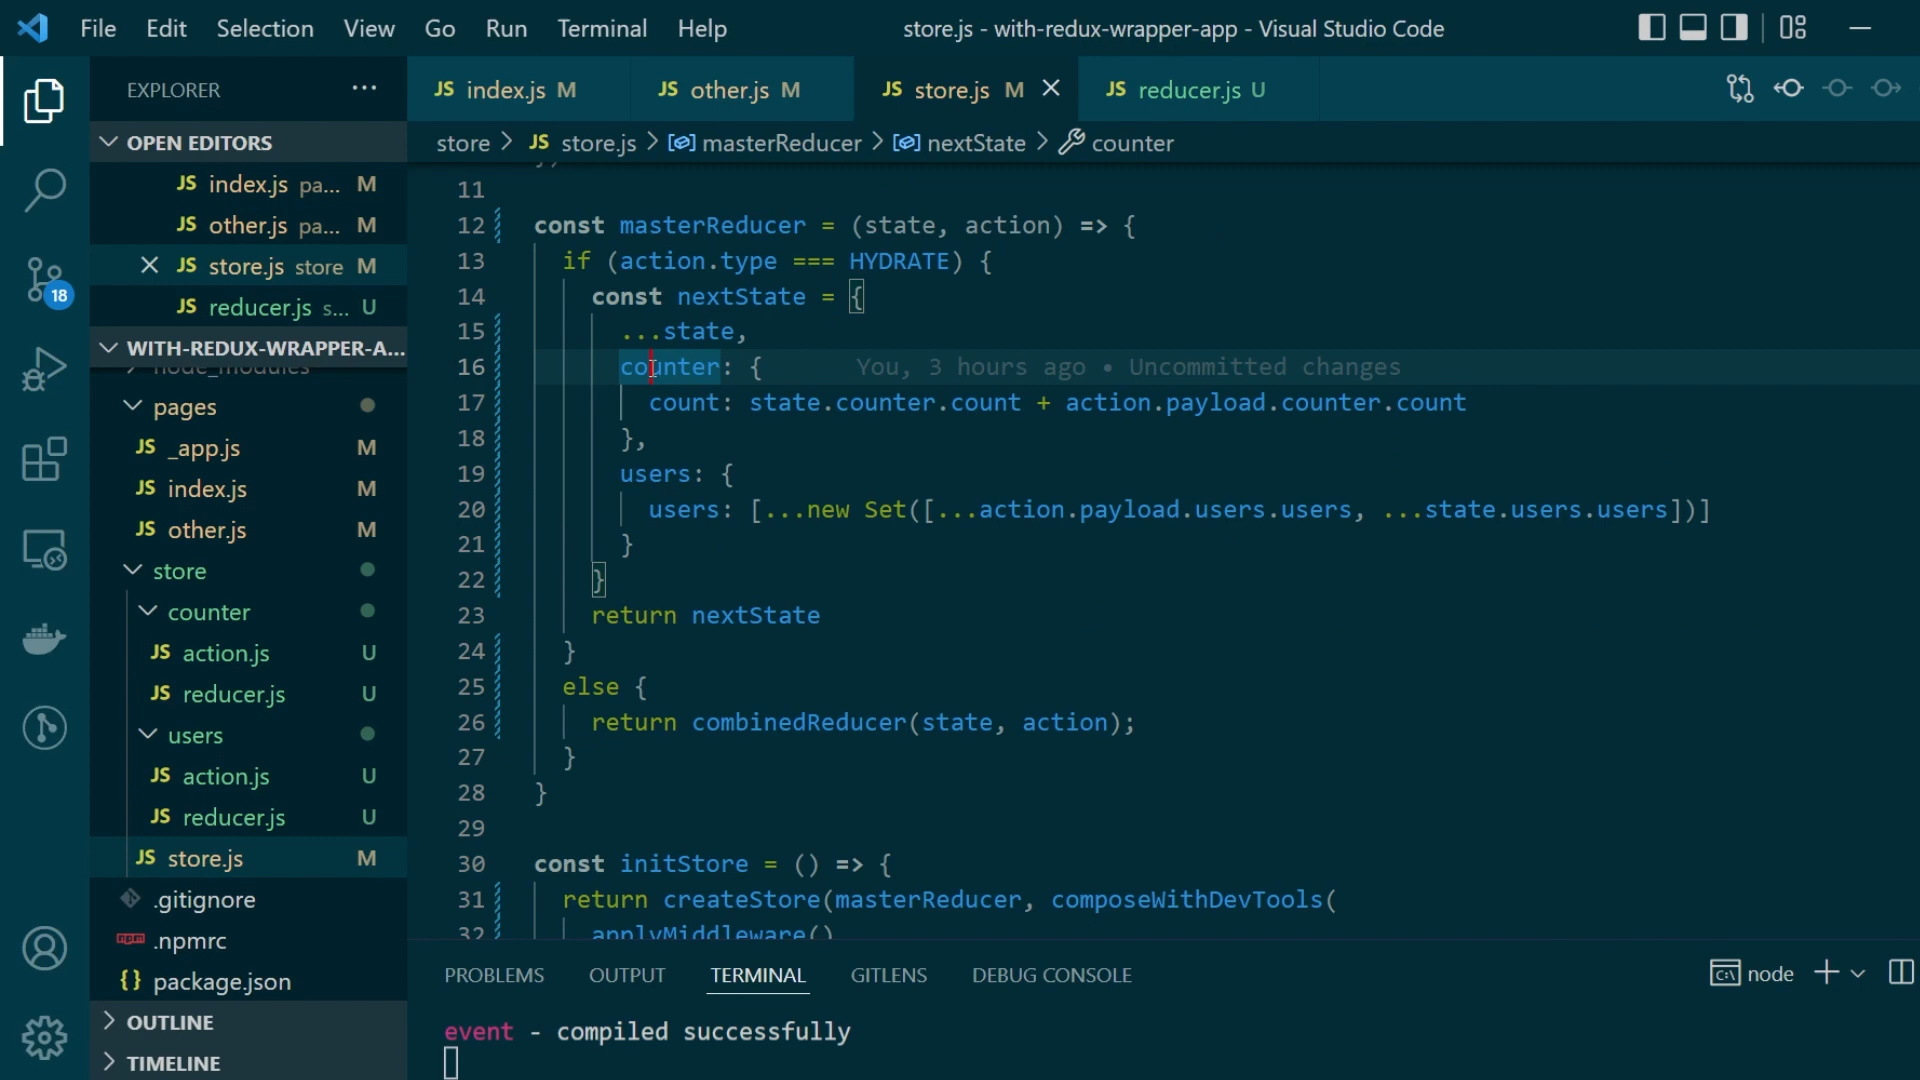 File Edit Selection View Go Run Terminal Help
store.js - with-redux-wrapper-app - Visual Studio Code
EXPLORER
OPEN EDITORS
JS index.js pa... M
JS other.js pa... M
JS store.js store M
JS reducer.js s... U
WITH-REDUX-WRAPPER-A...
node_modules
pages
JS _app.js M
JS index.js M
JS other.js M
store
counter
JS action.js U
JS reducer.js U
users
JS action.js U
JS reducer.js U
JS store.js M
.gitignore
npm .npmrc
{} package.json
OUTLINE
TIMELINE
18
JS index.js M JS other.js M JS store.js M JS reducer.js U
store > JS store.js > masterReducer > nextState > counter
11
12 const masterReducer = (state, action) => {
13 if (action.type === HYDRATE) {
14 const nextState = {
15 ...state,
16 counter: { You, 3 hours ago • Uncommitted changes
17 count: state.counter.count + action.payload.counter.count
18 },
19 users: {
20 users: [...new Set([...action.payload.users.users, ...state.users.users])]
21 }
22 }
23 return nextState
24 }
25 else {
26 return combinedReducer(state, action);
27 }
28 }
29
30 const initStore = () => {
31 return createStore(masterReducer, composeWithDevTools(
32 applyMiddleware()
PROBLEMS OUTPUT TERMINAL GITLENS DEBUG CONSOLE
node
event - compiled successfully